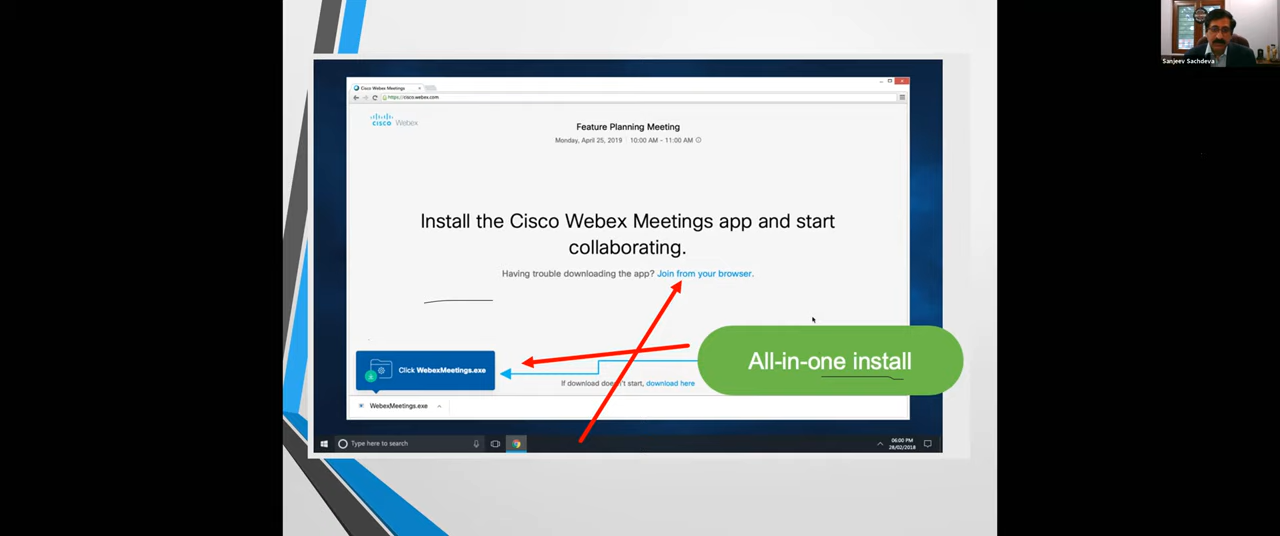 Sanjeev Sachdeva
Cisco Webex Meetings
https://cisco.webex.com
CISCO Webex
Feature Planning Meeting
Monday, April 25, 2019 | 10:00 AM - 11:00 AM
Install the Cisco Webex Meetings app and start
collaborating.
Having trouble downloading the app? Join from your browser.
All-in-one install
Click WebexMeetings.exe
If download doesn't start, download here
WebexMeetings.exe
Type here to search
06:00 PM
28/02/2018